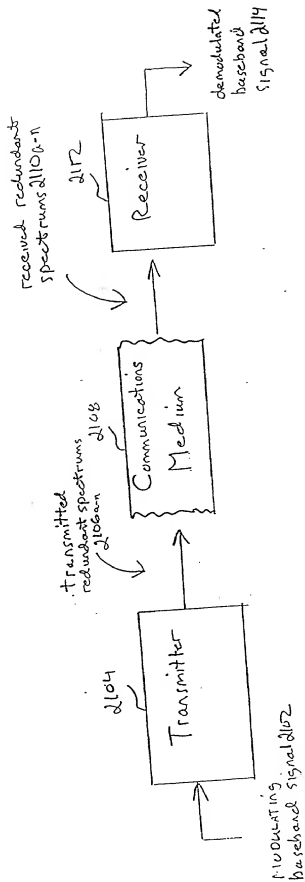 MODULATING
baseband signal 2102
2104
Transmitter
transmitted
redundant spectrums
2106a-n
2108
Communications
Medium
received redundant
spectrums 2110a-n
2112
Receiver
demodulated
baseband
signal 2114